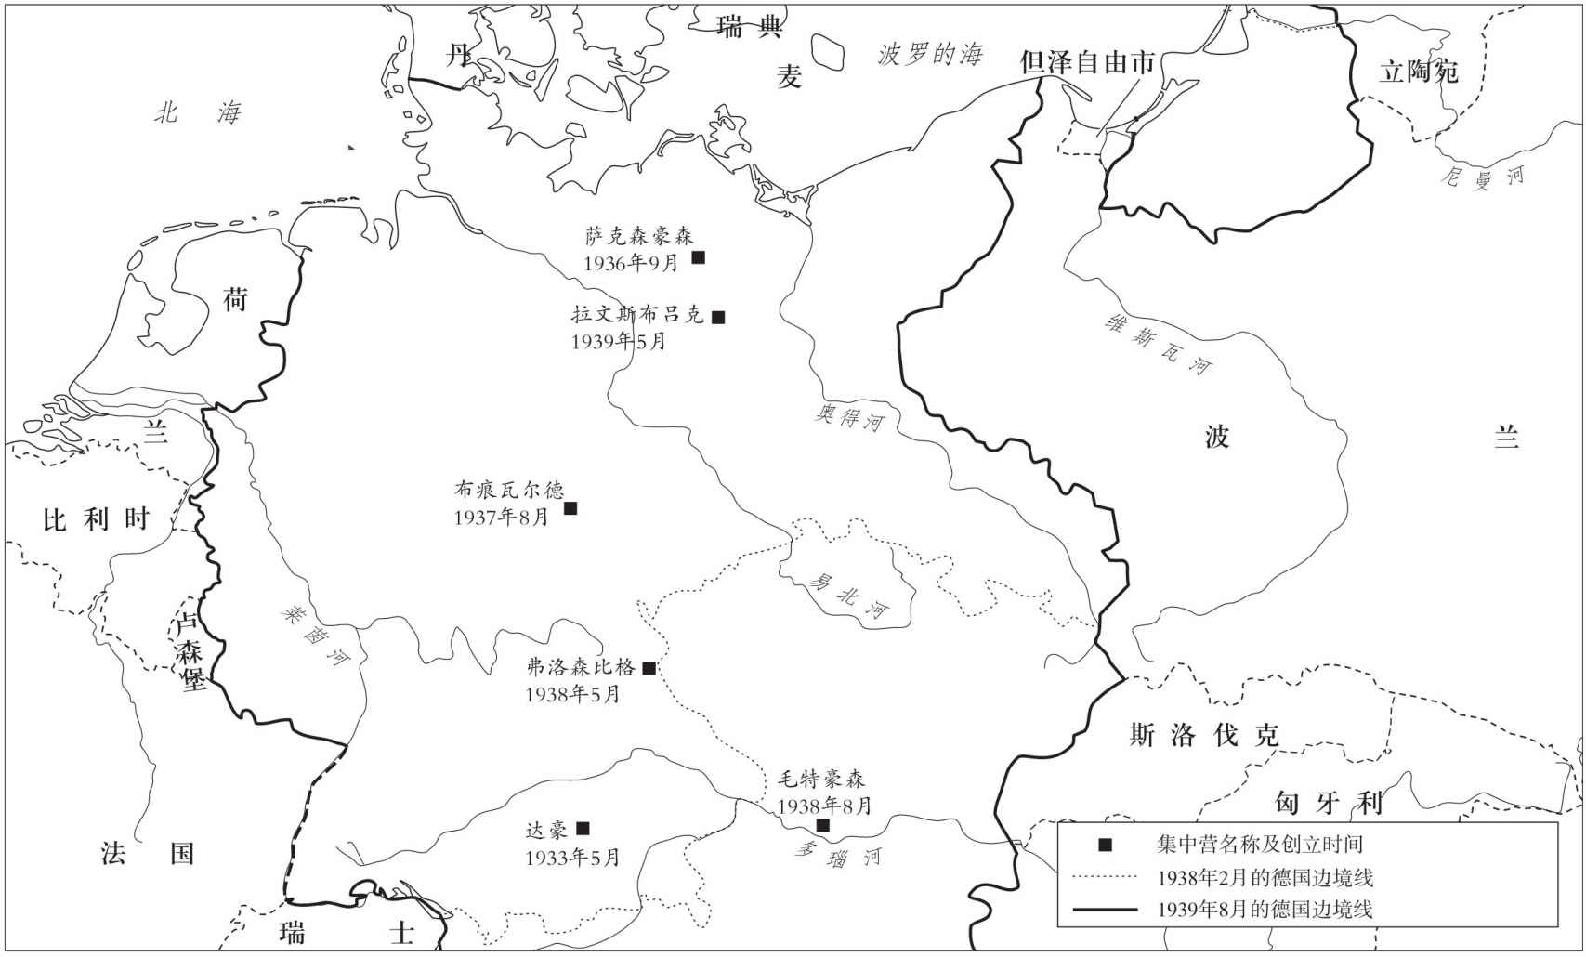 瑞典
丹
麦
波罗的海
但泽自由市
立陶宛
北海
尼曼河
萨克森豪森
1936年9月
荷
拉文斯布吕克
1939年5月
维斯瓦河
奥得河
兰
波兰
布痕瓦尔德
1937年8月
比利时
易北河
莱茵河
卢森堡
弗洛森比格
1938年5月
斯洛伐克
毛特豪森
1938年8月
匈牙利
达豪
1933年5月
多瑙河
法国
瑞士
集中营名称及创立时间
1938年2月的德国边境线
1939年8月的德国边境线